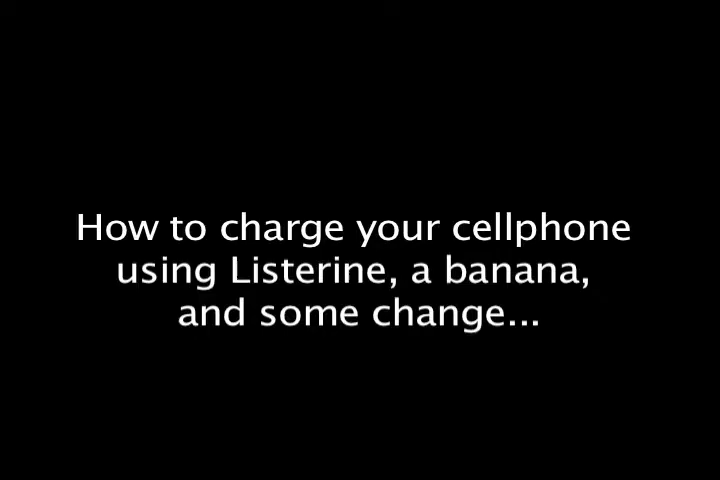 How to charge your cellphone
using Listerine, a banana,
and some change...